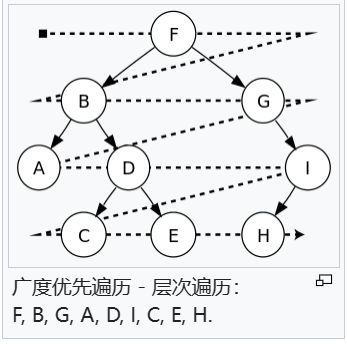 F
B G
A D I
C E H
广度优先遍历 - 层次遍历：
F, B, G, A, D, I, C, E, H.